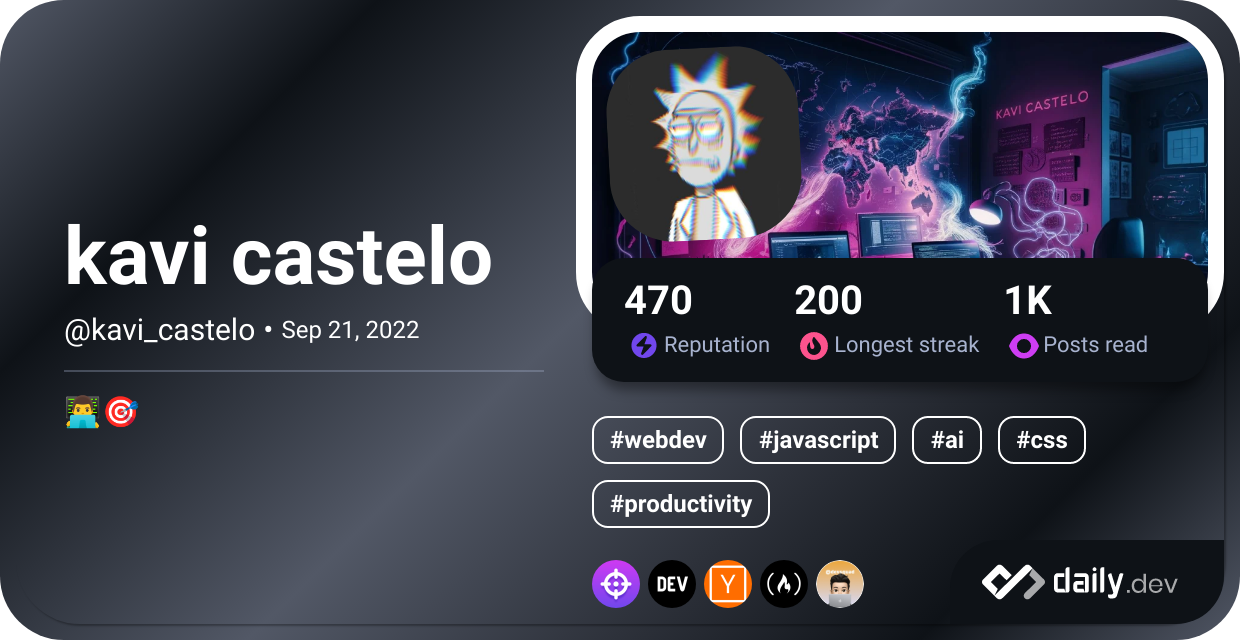 kavi castelo
@kavi_castelo • Sep 21, 2022
KAVI CASTELO
470 200 1K
Reputation Longest streak Posts read
#webdev #javascript #ai #css
#productivity
DEV Y
daily.dev